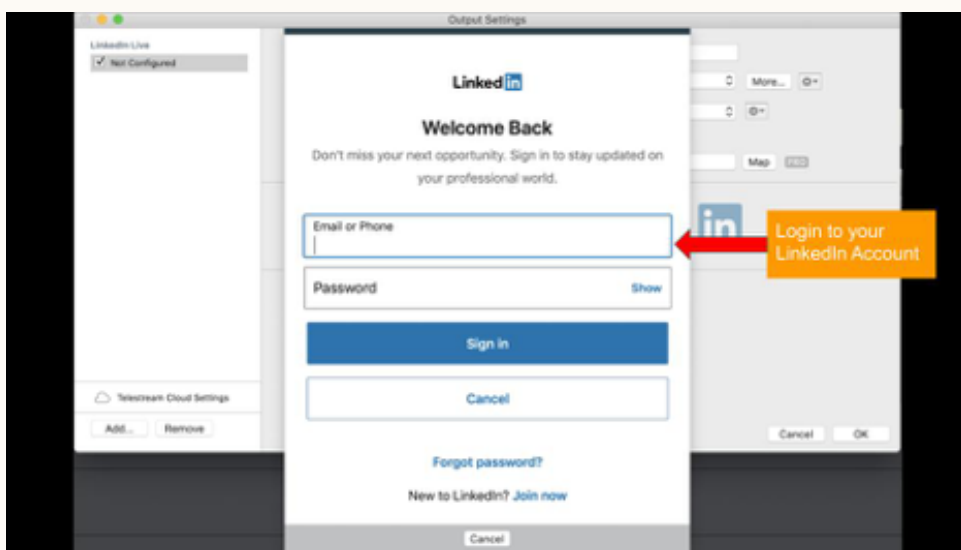 Output Settings
LinkedIn Live
Not Configured
More...
Map
PRO
LinkedIn
Welcome Back
Don't miss your next opportunity. Sign in to stay updated on
your professional world.
Email or Phone
Password
Show
Sign in
Cancel
Forgot password?
New to LinkedIn? Join now
Cancel
in
Login to your
LinkedIn Account
Telestream Cloud Settings
Add...
Remove
Cancel
OK